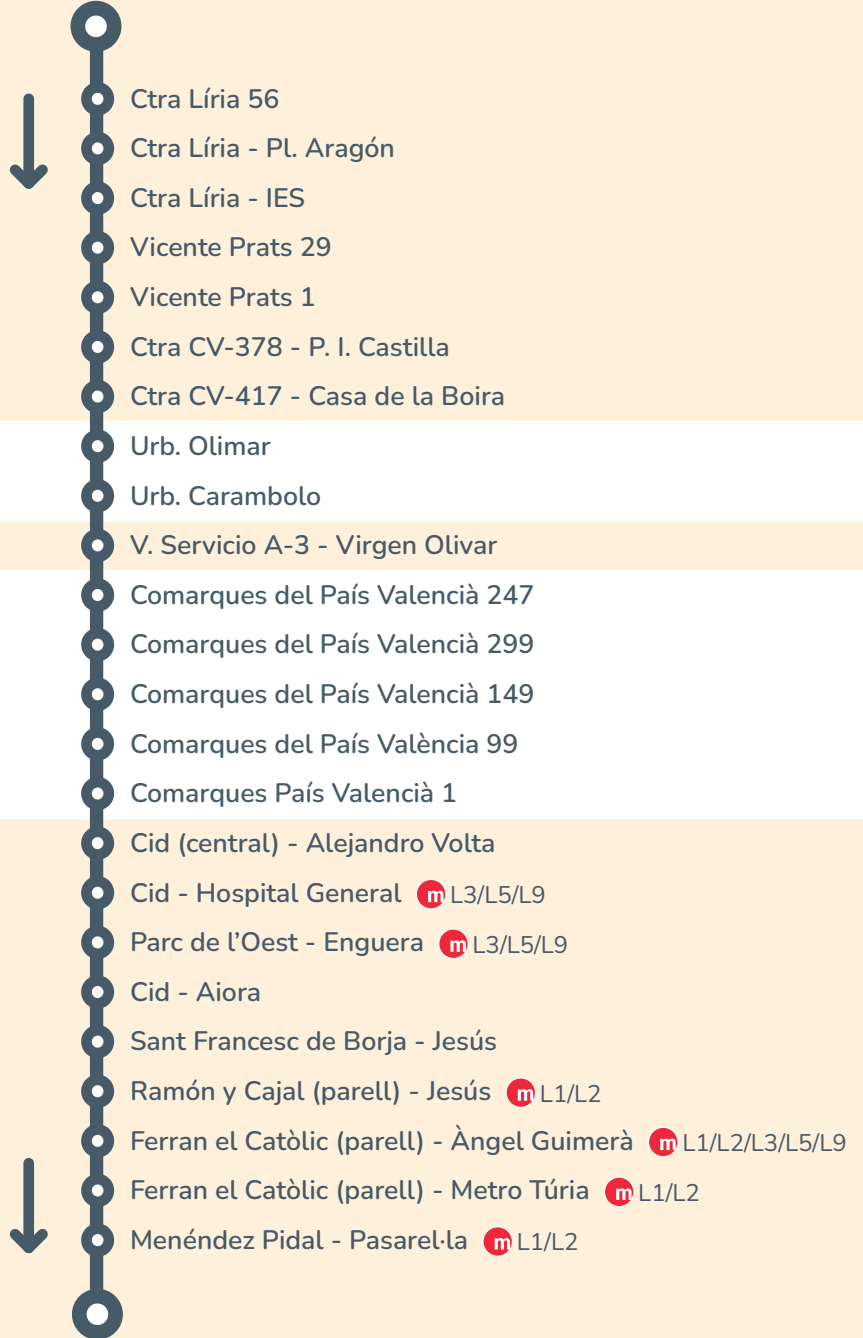 Ctra Líria 56
Ctra Líria - Pl. Aragón
Ctra Líria - IES
Vicente Prats 29
Vicente Prats 1
Ctra CV-378 - P. I. Castilla
Ctra CV-417 - Casa de la Boira
Urb. Olimar
Urb. Carambolo
V. Servicio A-3 - Virgen Olivar
Comarques del País Valencià 247
Comarques del País Valencià 299
Comarques del País Valencià 149
Comarques del País València 99
Comarques País Valencià 1
Cid (central) - Alejandro Volta
Cid - Hospital General m L3/L5/L9
Parc de l’Oest - Enguera m L3/L5/L9
Cid - Aiora
Sant Francesc de Borja - Jesús
Ramón y Cajal (parell) - Jesús m L1/L2
Ferran el Catòlic (parell) - Àngel Guimerà m L1/L2/L3/L5/L9
Ferran el Catòlic (parell) - Metro Túria m L1/L2
Menéndez Pidal - Pasarel·la m L1/L2